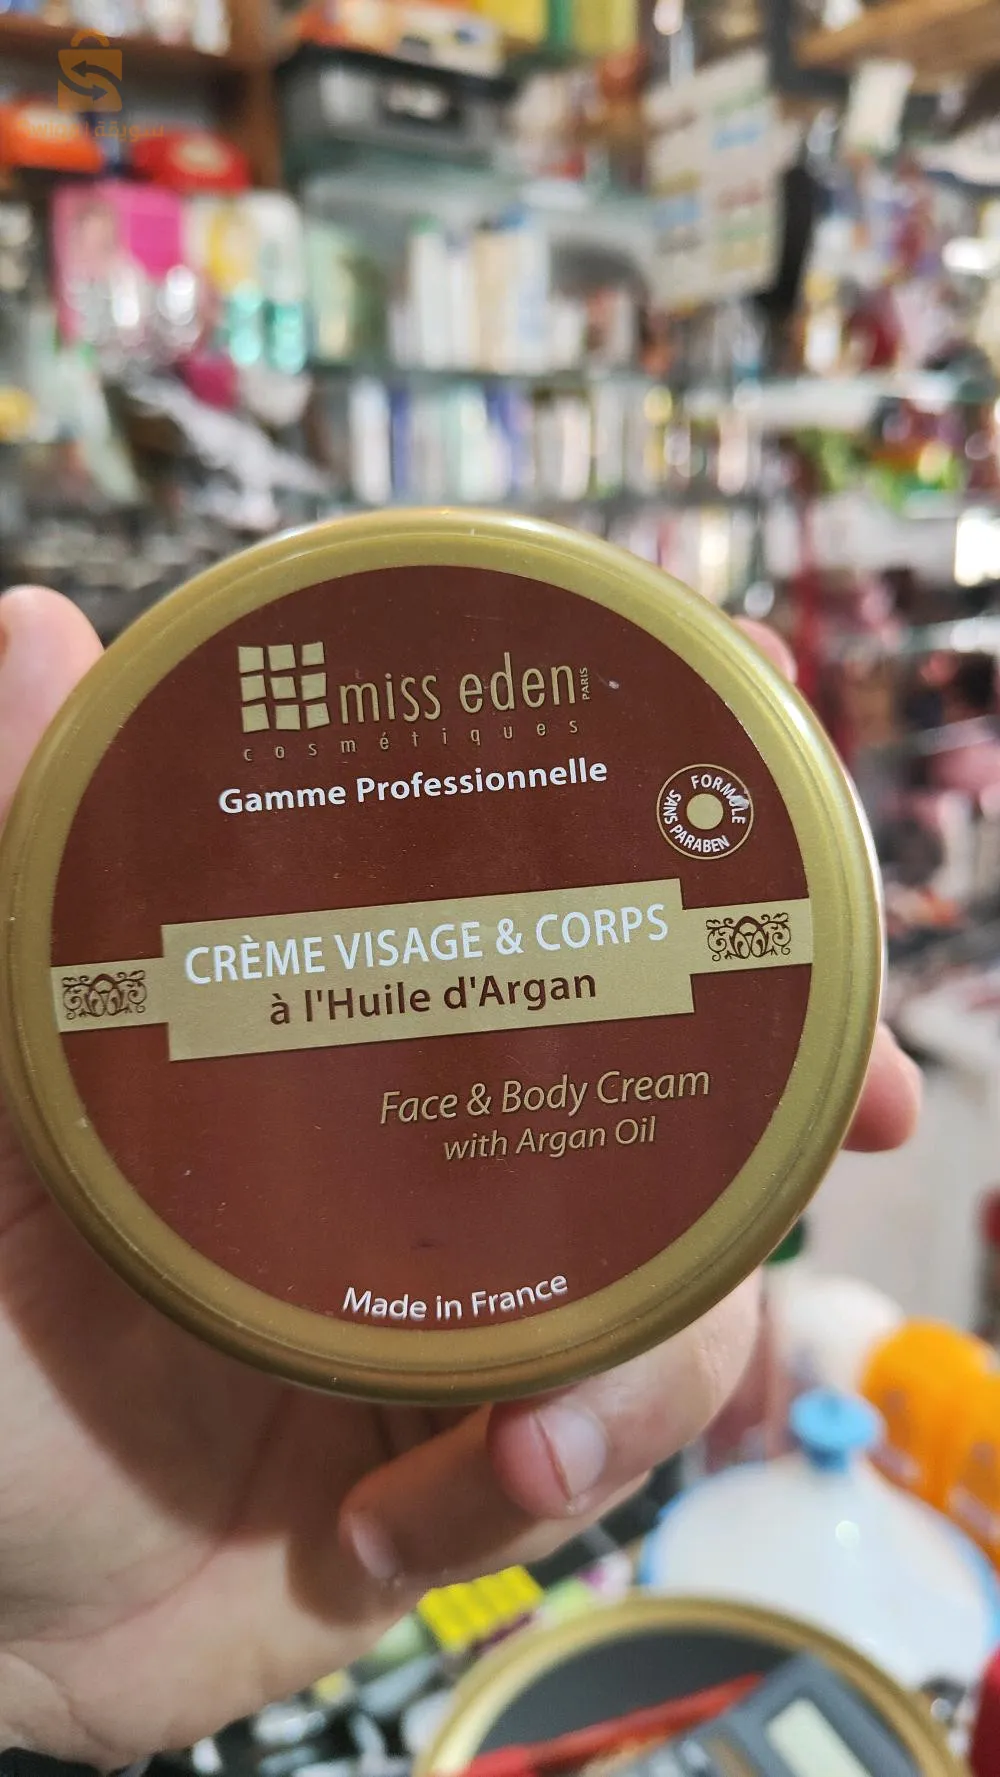 miss eden PARIS
cosmétiques
Gamme Professionnelle
FORMULE
SANS PARABEN
CRÈME VISAGE & CORPS
à l'Huile d'Argan
Face & Body Cream
with Argan Oil
Made in France